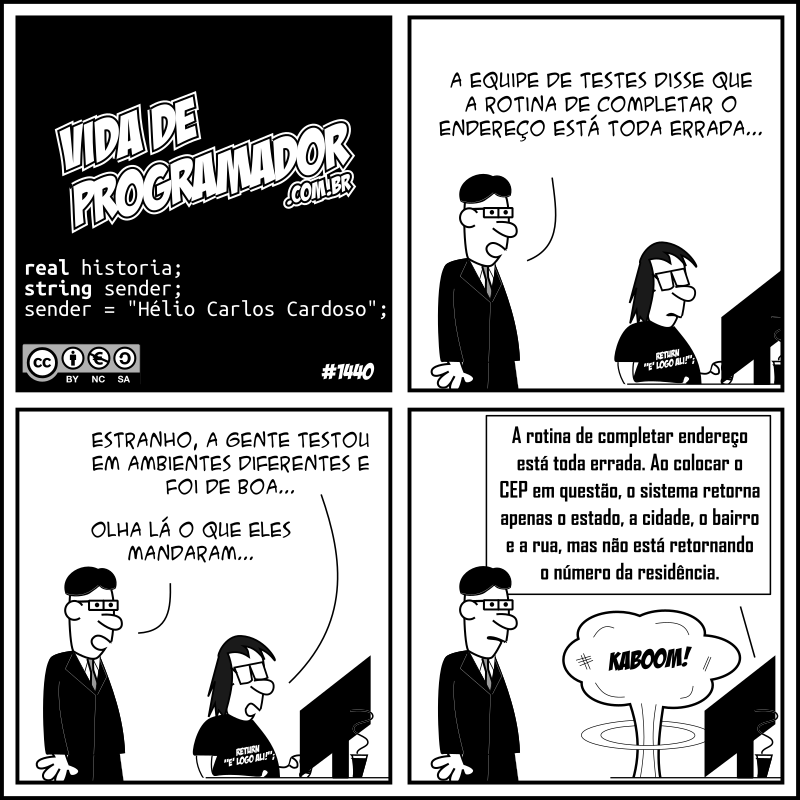 VIDA DE
PROGRAMADOR
.COM.BR
real historia;
string sender;
sender = "Hélio Carlos Cardoso";
cc
BY NC SA
#1440
A EQUIPE DE TESTES DISSE QUE
A ROTINA DE COMPLETAR O
ENDEREÇO ESTÁ TODA ERRADA...
RETURN
"E' LOGO ALI!";
ESTRANHO, A GENTE TESTOU
EM AMBIENTES DIFERENTES E
FOI DE BOA...
OLHA LÁ O QUE ELES
MANDARAM...
RETURN
"E' LOGO ALI!";
A rotina de completar endereço
está toda errada. Ao colocar o
CEP em questão, o sistema retorna
apenas o estado, a cidade, o bairro
e a rua, mas não está retornando
o número da residência.
KABOOM!